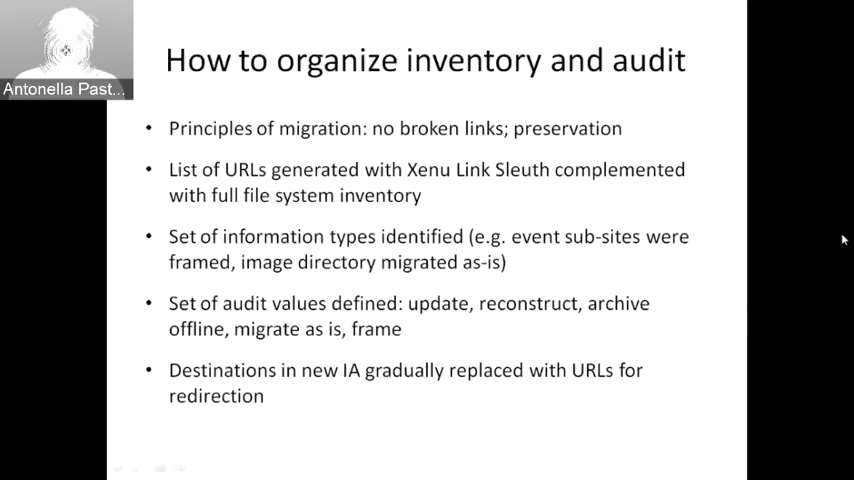 How to organize inventory and audit
Antonella Past...
• Principles of migration: no broken links; preservation
• List of URLs generated with Xenu Link Sleuth complemented
with full file system inventory
• Set of information types identified (e.g. event sub-sites were
framed, image directory migrated as-is)
• Set of audit values defined: update, reconstruct, archive
offline, migrate as is, frame
• Destinations in new IA gradually replaced with URLs for
redirection